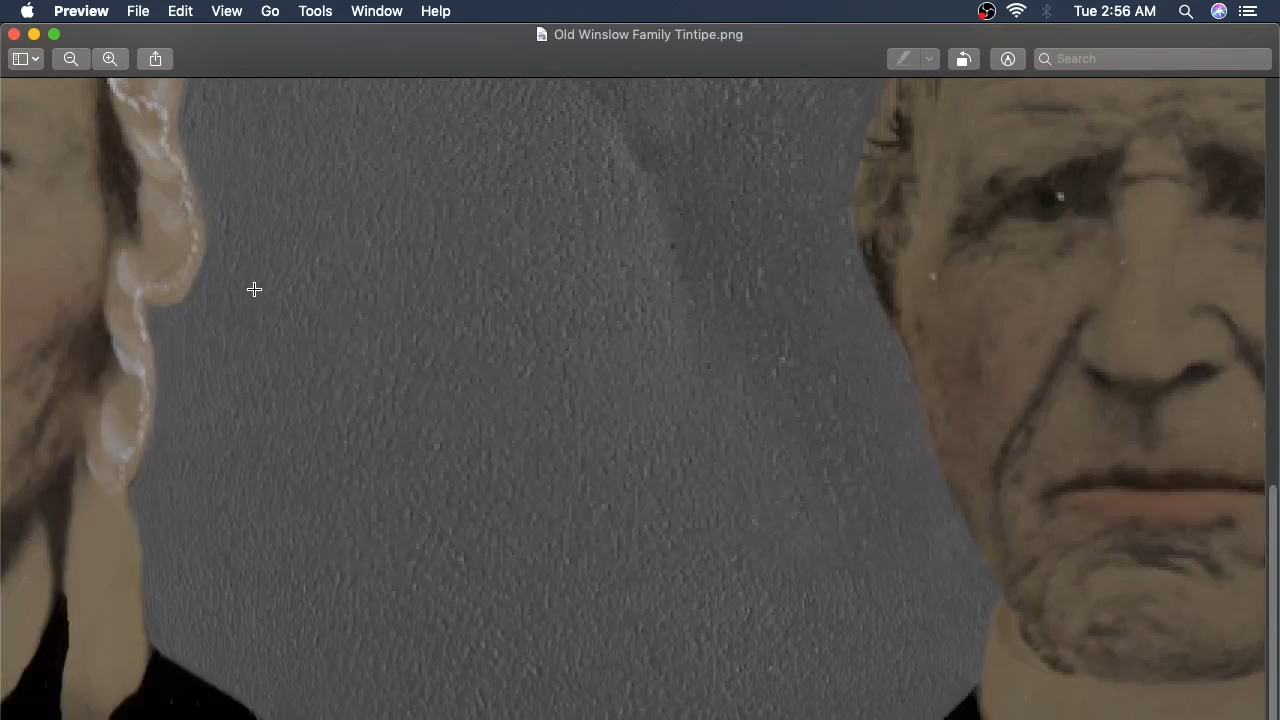 Preview File Edit View Go Tools Window Help Tue 2:56 AM
Old Winslow Family Tintipe.png
Search